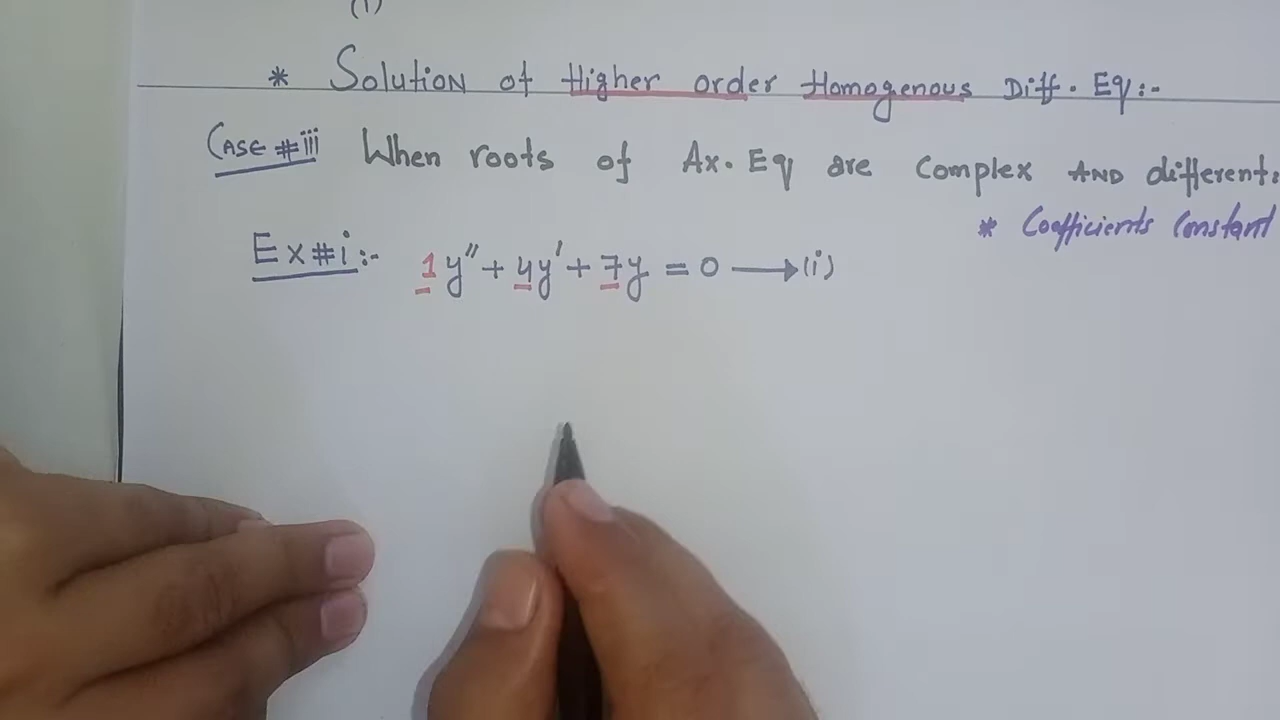 (i)
* Solution of Higher order Homogenous Diff. Eq:-
Case #iii When roots of Ax. Eq are Complex AND different.
* Coefficients Constant
Ex#i:- 1y'' + 4y' + 7y = 0 ⟶ (i)